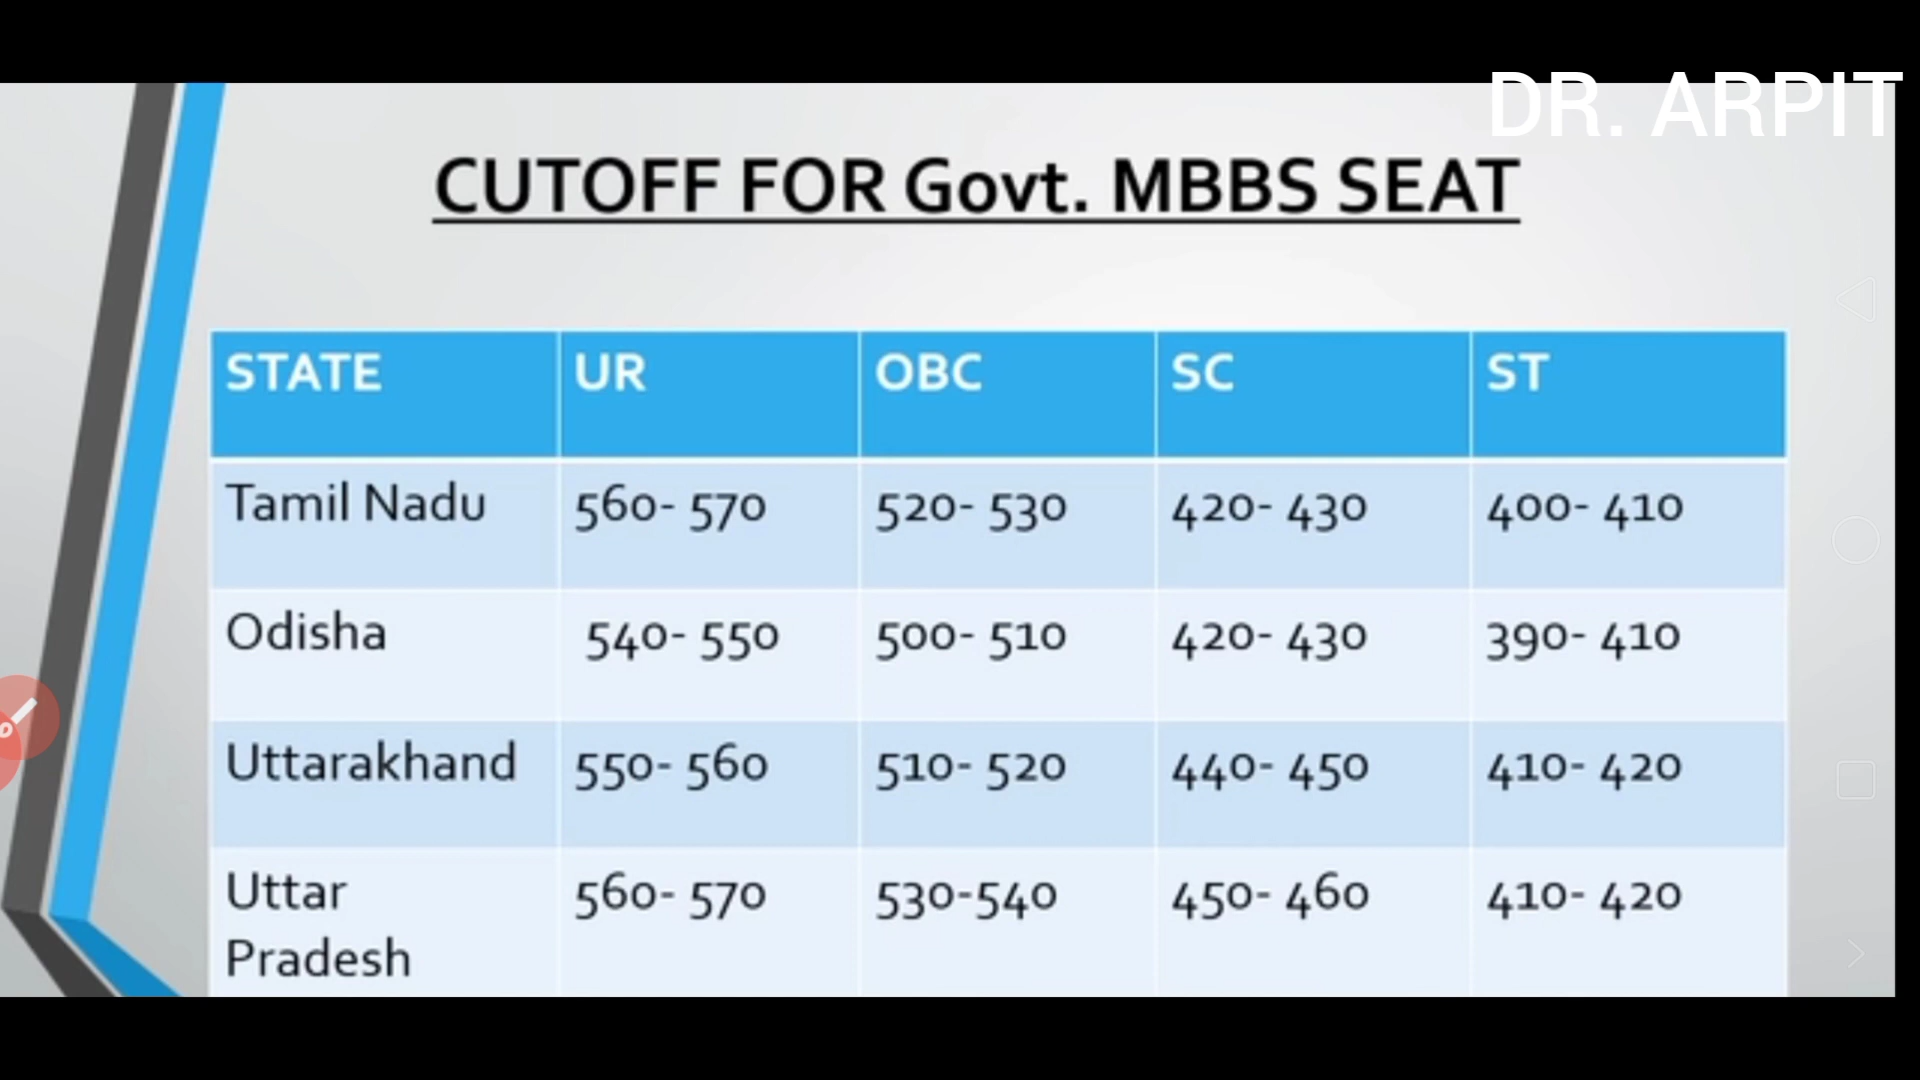 DR. ARPIT
CUTOFF FOR Govt. MBBS SEAT
STATE UR OBC SC ST
Tamil Nadu 560- 570 520- 530 420- 430 400- 410
Odisha 540- 550 500- 510 420- 430 390- 410
Uttarakhand 550- 560 510- 520 440- 450 410- 420
Uttar 560- 570 530-540 450- 460 410- 420
Pradesh